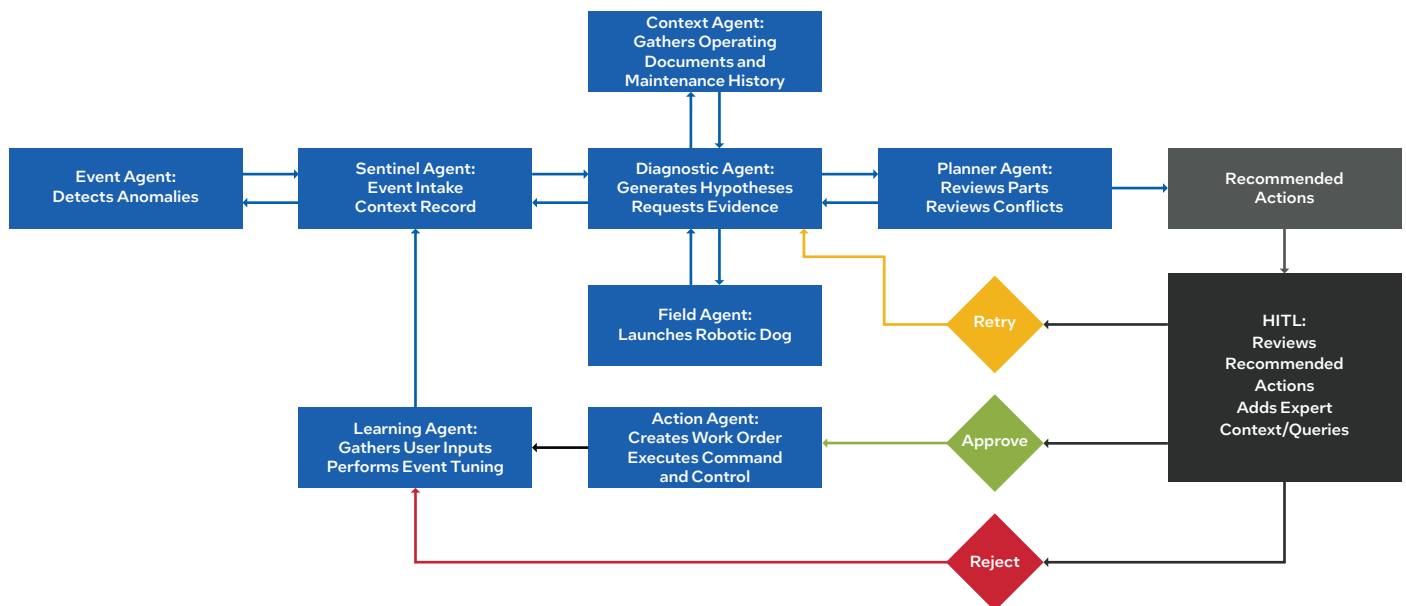 Context Agent:
Gathers Operating
Documents and
Maintenance History
Event Agent:
Detects Anomalies
Sentinel Agent:
Event Intake
Context Record
Diagnostic Agent:
Generates Hypotheses
Requests Evidence
Planner Agent:
Reviews Parts
Reviews Conflicts
Recommended
Actions
Field Agent:
Launches Robotic Dog
Retry
HITL:
Reviews
Recommended
Actions
Adds Expert
Context/Queries
Learning Agent:
Gathers User Inputs
Performs Event Tuning
Action Agent:
Creates Work Order
Executes Command
and Control
Approve
Reject